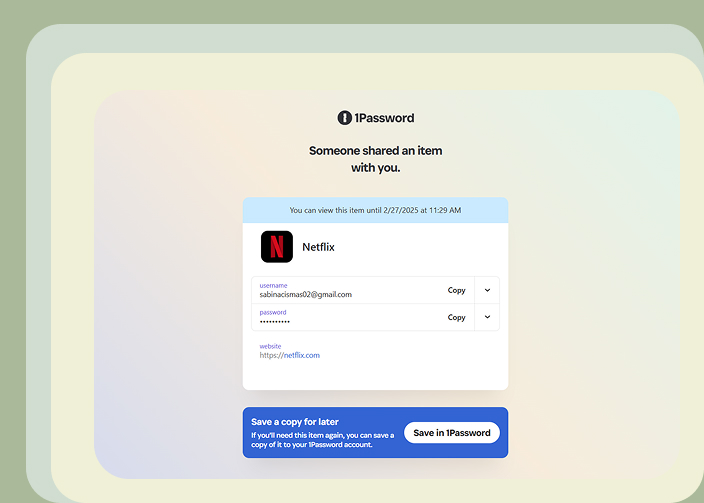 1Password
Someone shared an item
with you.
You can view this item until 2/27/2025 at 11:29 AM
N Netflix
username
sabinacismas02@gmail.com
Copy
password
••••••••••
Copy
website
https://netflix.com
Save a copy for later
If you'll need this item again, you can save a
copy of it to your 1Password account.
Save in 1Password